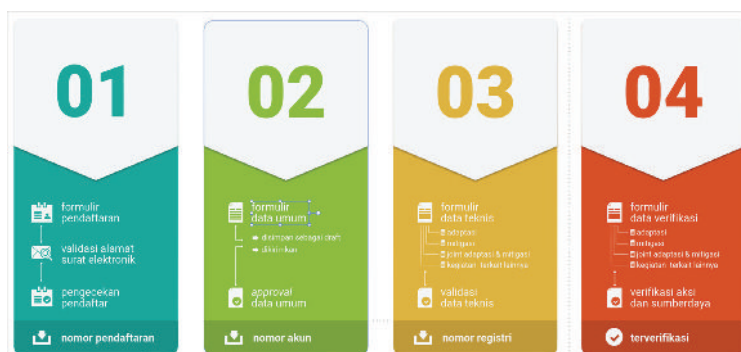 01
formulir
pendaftaran
validasi alamat
surat elektronik
pengecekan
pendaftar
nomor pendaftaran
02
formulir
data umum
disimpan sebagai draft
dikirimkan
approval
data umum
nomor akun
03
formulir
data teknis
adaptasi
mitigasi
joint adaptasi & mitigasi
kegiatan terkait lainnya
validasi
data teknis
nomor registri
04
formulir
data verifikasi
adaptasi
mitigasi
joint adaptasi & mitigasi
kegiatan terkait lainnya
verifikasi aksi
dan sumberdaya
terverifikasi